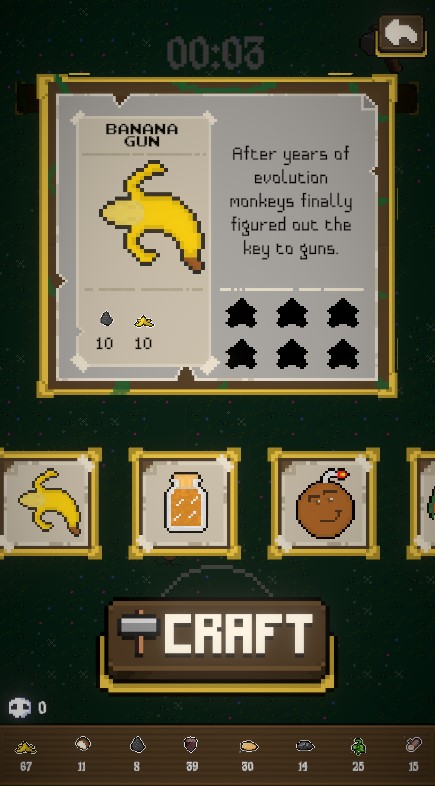 00:03
BANANA
GUN
After years of
evolution
monkeys finally
figured out the
key to guns.
10 10
CRAFT
0
67 11 8 39 30 14 25 15